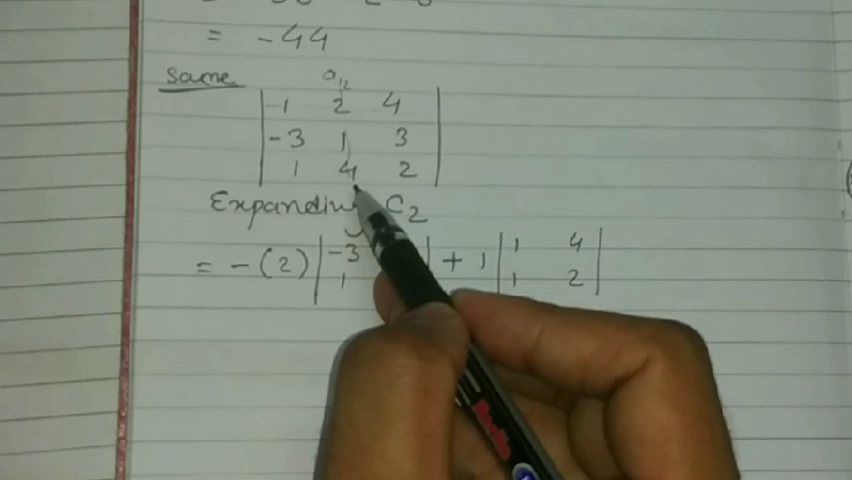 = -44
Same a12
1 2 4
-3 1 3
1 4 2
Expanding C2
= -(2) | -3 | + 1 | 1 4 |
| 1 | | 1 2 |